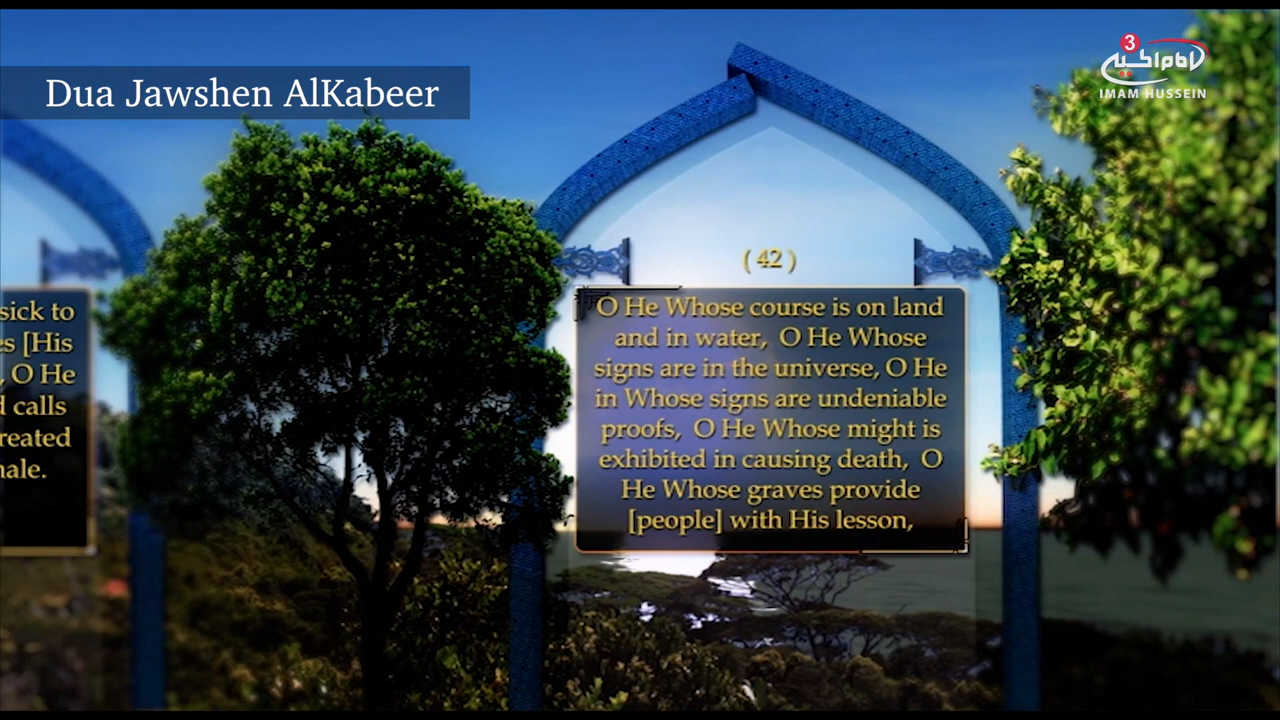 Dua Jawshen AlKabeer
3
IMAM HUSSEIN
sick to
es [His
, O He
d calls
reated
nale.
( 42 )
O He Whose course is on land
and in water, O He Whose
signs are in the universe, O He
in Whose signs are undeniable
proofs, O He Whose might is
exhibited in causing death, O
He Whose graves provide
[people] with His lesson,